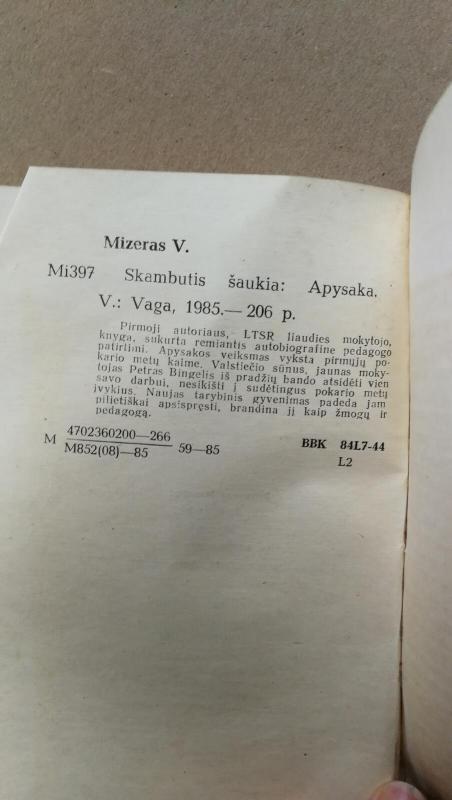 Mizeras V.
Mi397 Skambutis šaukia: Apysaka.
V.: Vaga, 1985.— 206 p.
Pirmoji autoriaus, LTSR liaudies mokytojo,
knyga, sukurta remiantis autobiografine pedagogo
patirtimi. Apysakos veiksmas vyksta pirmųjų po-
kario metų kaime. Valstiečio sūnus, jaunas moky-
tojas Petras Bingelis iš pradžių bando atsidėti vien
savo darbui, nesikišti į sudėtingus pokario metų
įvykius. Naujas tarybinis gyvenimas padeda jam
pilietiškai apsispręsti, brandina jį kaip žmogų ir
pedagogą.
M 4702360200—266
M852(08)—85 59—85 BBK 84L7-44
L2